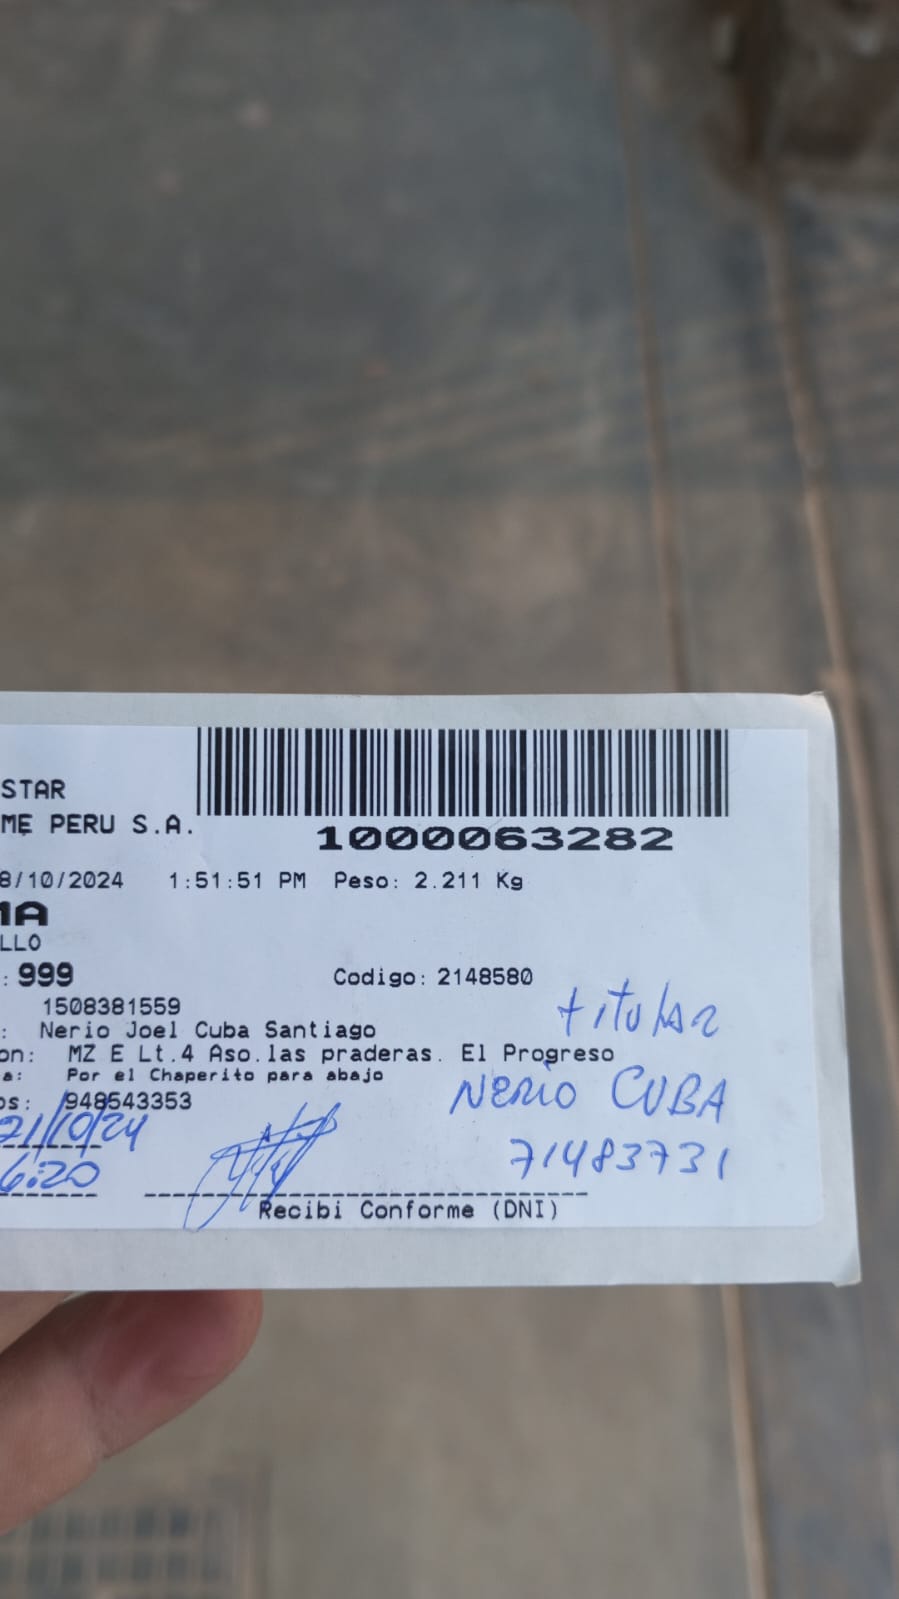 STAR
ME PERU S.A.
1000063282
8/10/2024 1:51:51 PM Peso: 2.211 Kg
MA
LLO
: 999 Codigo: 2148580
1508381559
: Nerio Joel Cuba Santiago
on: MZ E Lt.4 Aso.las praderas. El Progreso
a: Por el Chaperito para abajo
os: 948543353
titular
NERIO CUBA
71483731
21/10/24
6:20
Recibi Conforme (DNI)